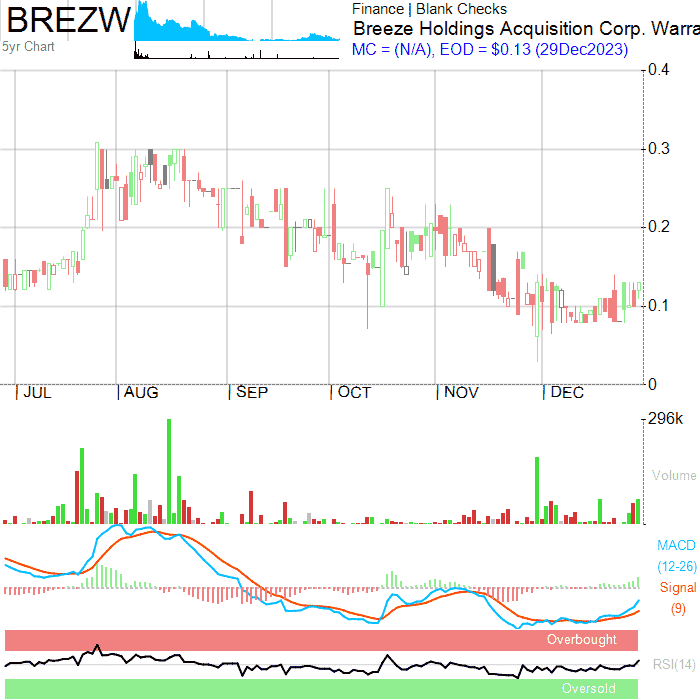 BREZW
5yr Chart
Finance | Blank Checks
Breeze Holdings Acquisition Corp. Warra
MC = (N/A), EOD = $0.13 (29Dec2023)
0.4
0.3
0.2
0.1
0
JUL AUG SEP OCT NOV DEC
296k
Volume
MACD
(12-26)
Signal
(9)
Overbought
RSI(14)
Oversold